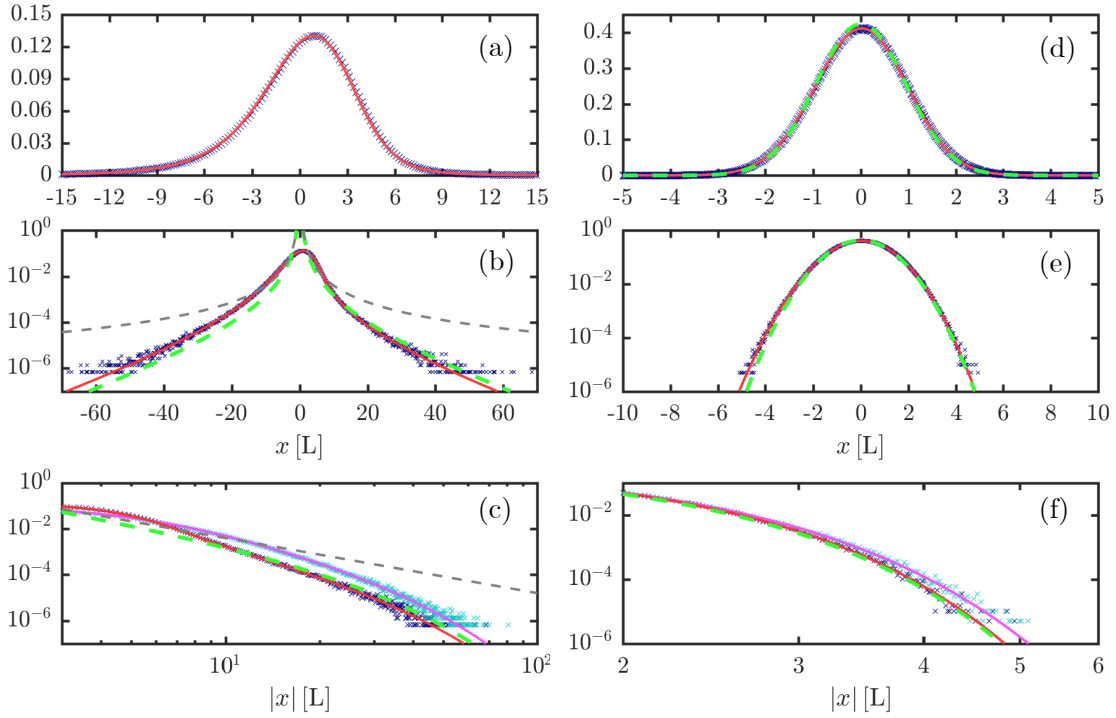 0.15
0.12
0.09
0.06
0.03
0
(a)
-15 -12 -9 -6 -3 0 3 6 9 12 15
0.4
0.3
0.2
0.1
0
(d)
-5 -4 -3 -2 -1 0 1 2 3 4 5
10^0
10^-2
10^-4
10^-6
(b)
-60 -40 -20 0 20 40 60
x [L]
10^0
10^-2
10^-4
10^-6
(e)
-10 -8 -6 -4 -2 0 2 4 6 8 10
x [L]
10^0
10^-2
10^-4
10^-6
(c)
10^1 10^2
|x| [L]
10^-2
10^-4
10^-6
(f)
2 3 4 5 6
|x| [L]